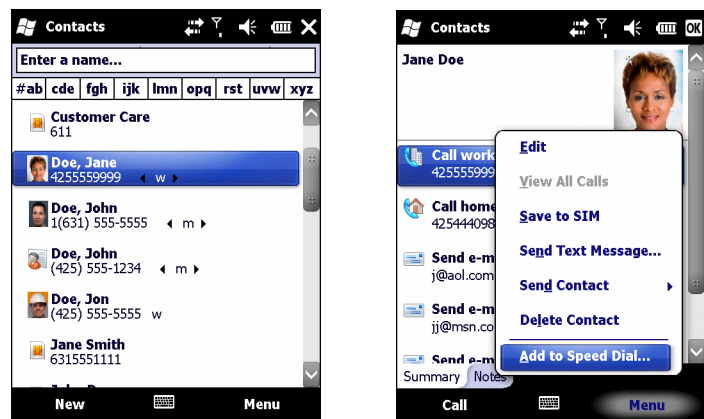 Contacts
Enter a name...
#ab cde fgh ijk lmn opq rst uvw xyz
Customer Care
611
Doe, Jane
4255559999 w
Doe, John
1(631) 555-5555 m
Doe, John
(425) 555-1234 m
Doe, Jon
(425) 555-5555 w
Jane Smith
6315551111
New Menu
Contacts OK
Jane Doe
Call work
425555999
Call home
425444098
Send e-m
j@aol.com
Send e-m
jj@msn.co
Send e-m
Edit
View All Calls
Save to SIM
Send Text Message...
Send Contact
Delete Contact
Add to Speed Dial...
Summary Notes
Call Menu